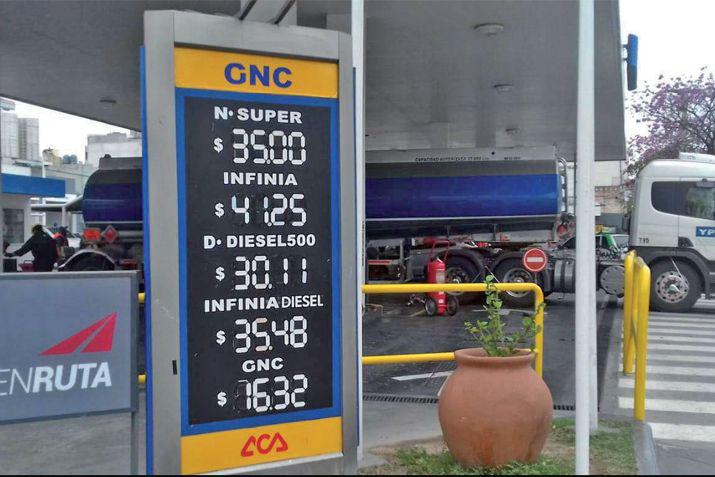 GNC
N• SUPER
$ 35.00
INFINIA
$ 41.25
D• DIESEL500
$ 30.11
INFINIA DIESEL
$ 35.48
GNC
$ 16.32
ACA
ENRUTA
YP